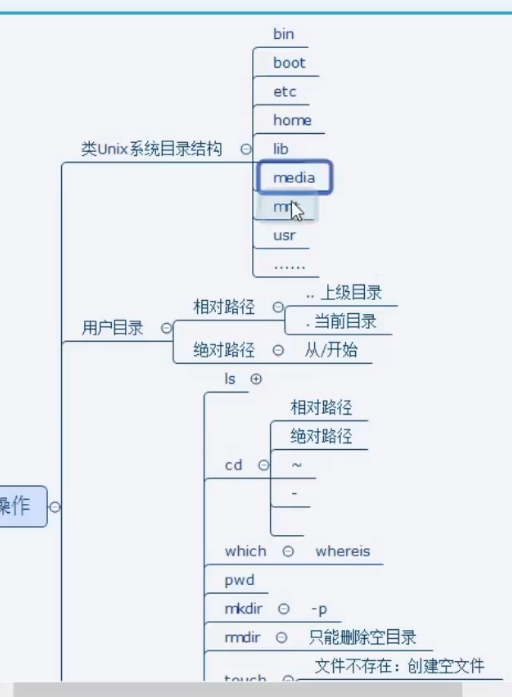 bin
boot
etc
home
类Unix系统目录结构
lib
media
usr
……
相对路径
.. 上级目录
. 当前目录
用户目录
绝对路径
从/开始
ls
相对路径
绝对路径
cd
~
-
操作
which
whereis
pwd
mkdir
-p
rmdir
只能删除空目录
touch
文件不存在：创建空文件